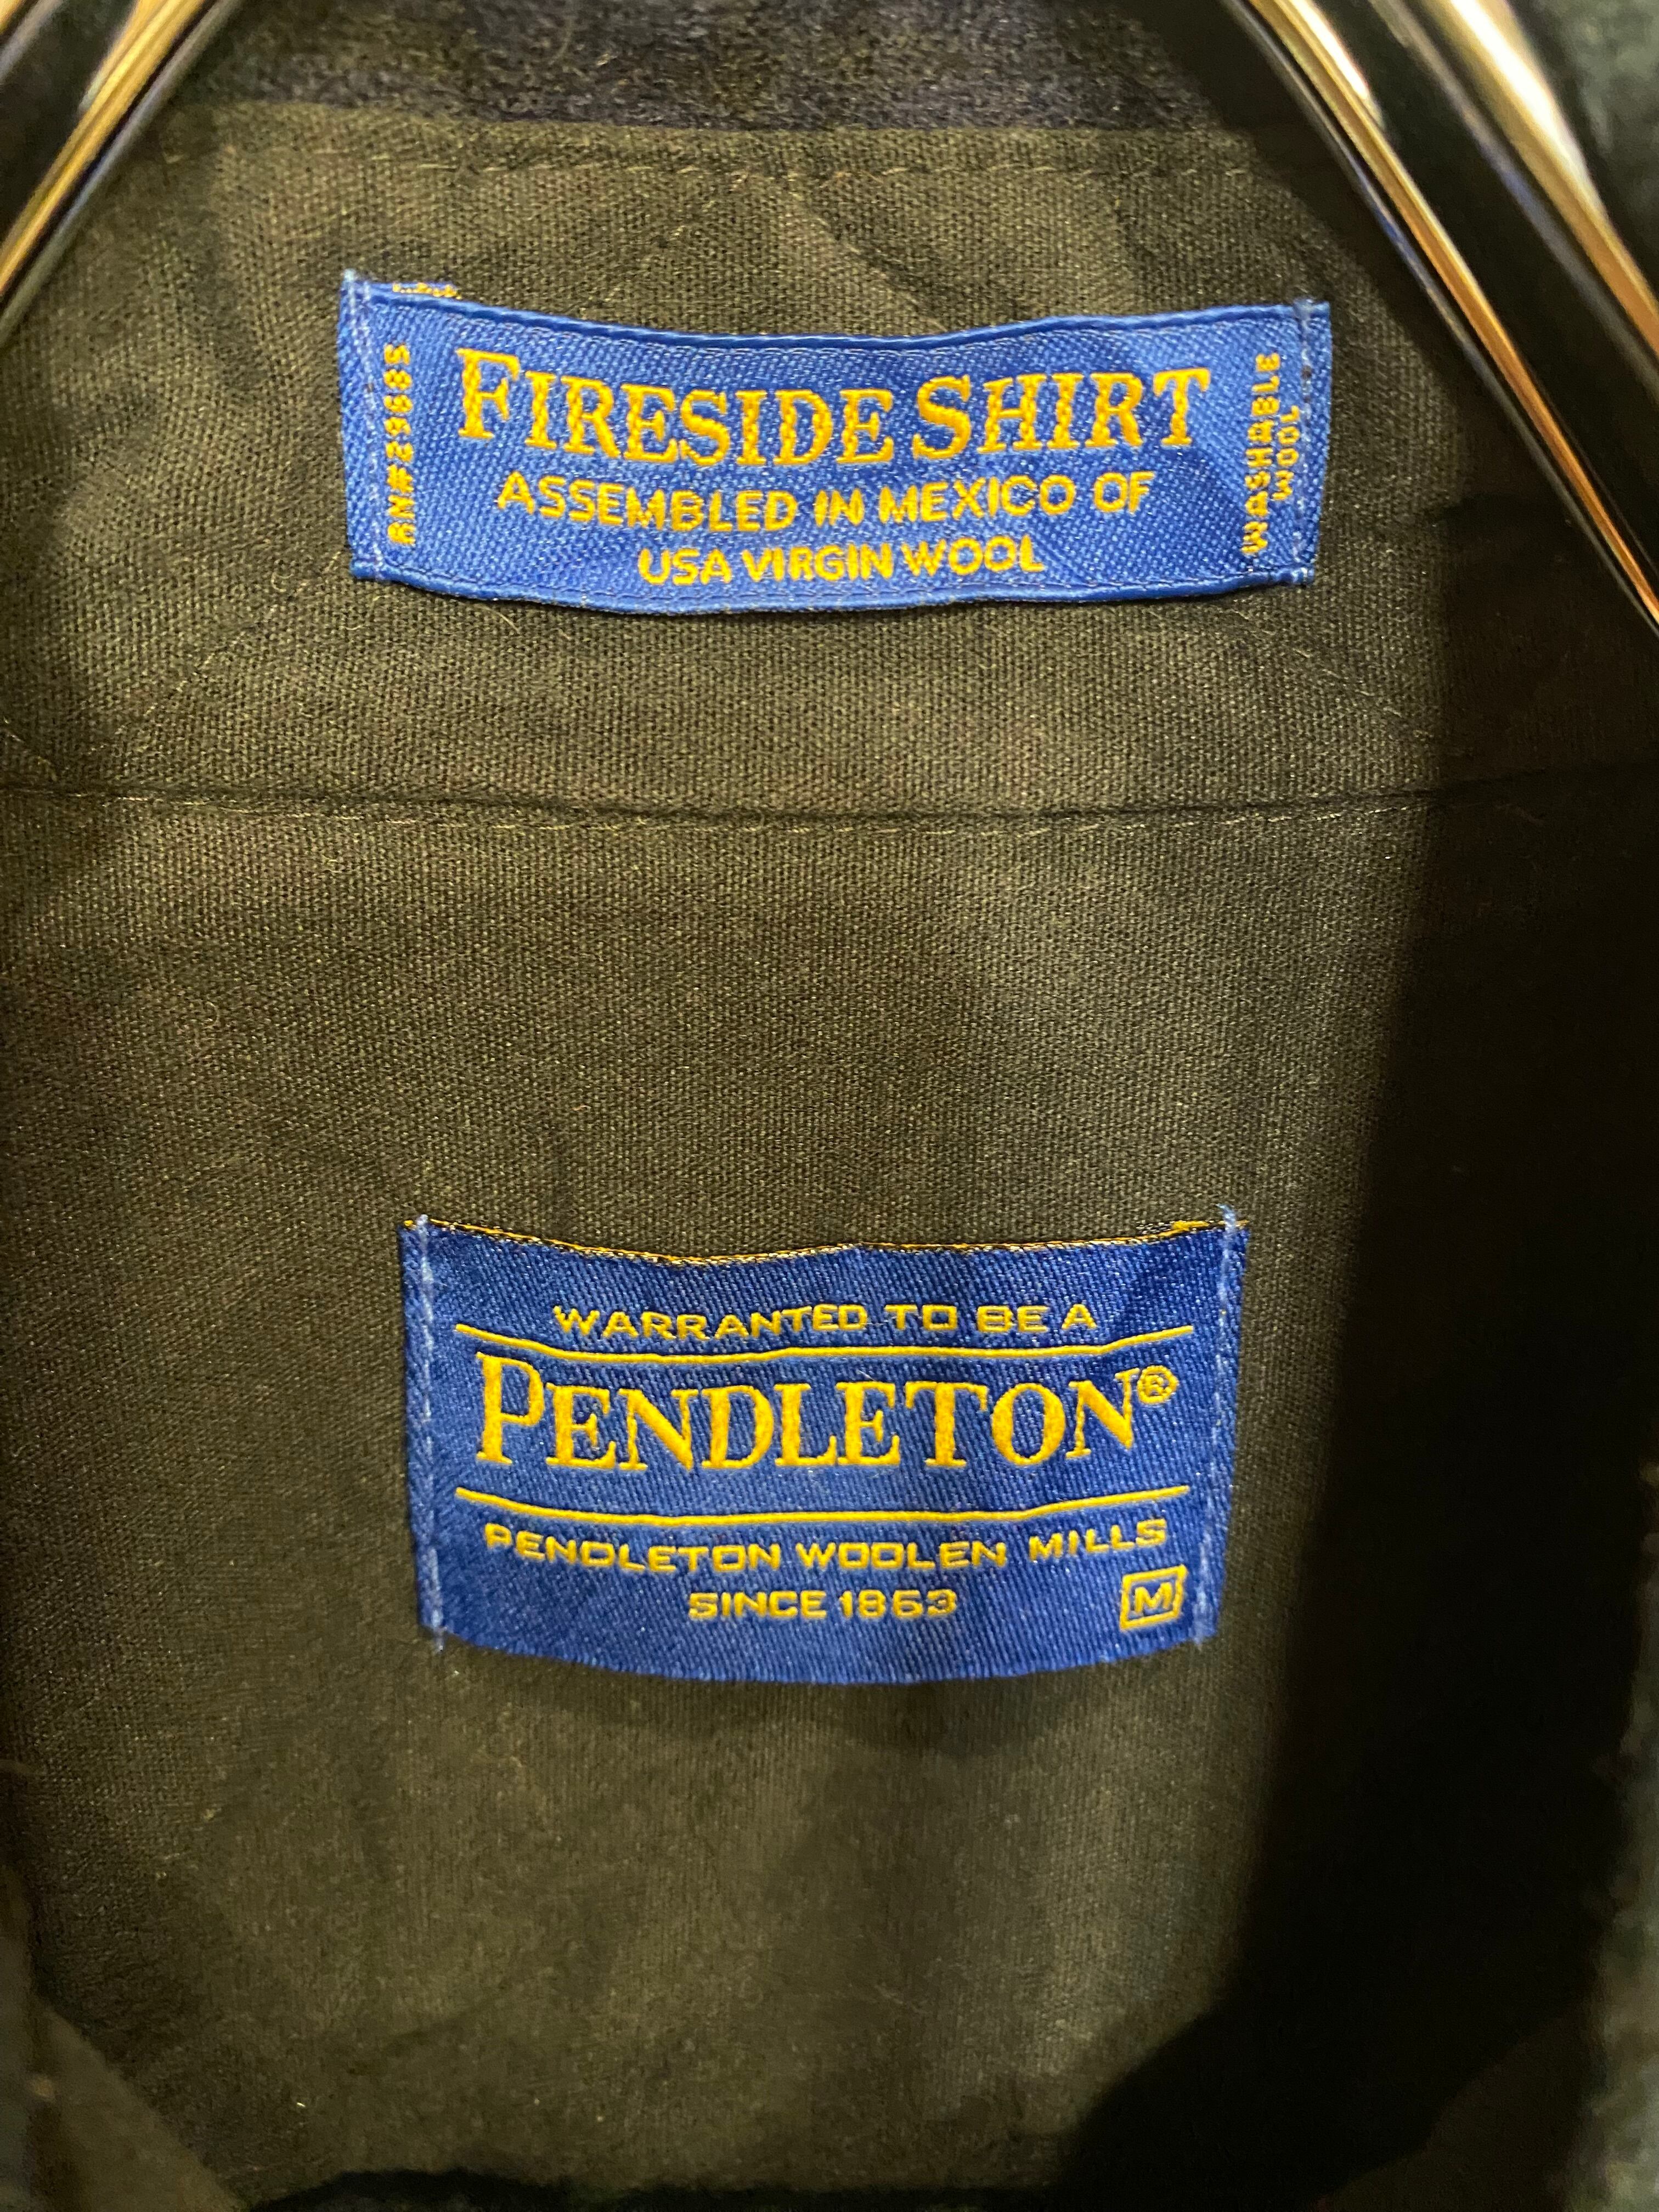 FIRESIDE SHIRT
ASSEMBLED IN MEXICO OF
USA VIRGIN WOOL
RN#29685
WASHABLE
WOOL
WARRANTED TO BE A
PENDLETON®
PENDLETON WOOLEN MILLS
SINCE 1863
M